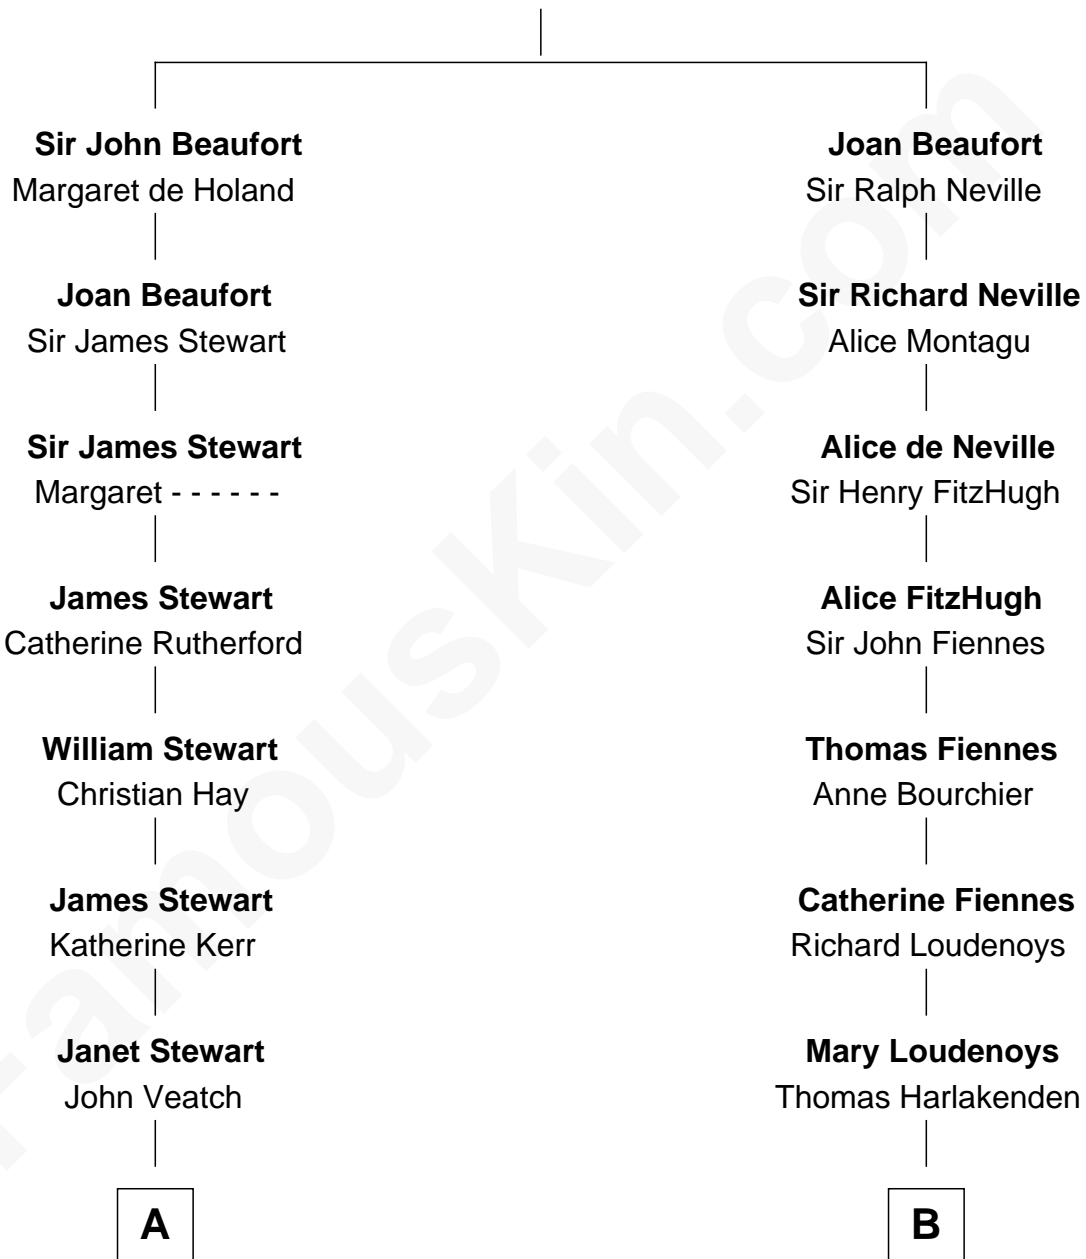 Sir John Beaufort
Margaret de Holand
Joan Beaufort
Sir James Stewart
Sir James Stewart
Margaret - - - - - -
James Stewart
Catherine Rutherford
William Stewart
Christian Hay
James Stewart
Katherine Kerr
Janet Stewart
John Veatch
A
Joan Beaufort
Sir Ralph Neville
Sir Richard Neville
Alice Montagu
Alice de Neville
Sir Henry FitzHugh
Alice FitzHugh
Sir John Fiennes
Thomas Fiennes
Anne Bourchier
Catherine Fiennes
Richard Loudenoys
Mary Loudenoys
Thomas Harlakenden
B
FamousKin.com